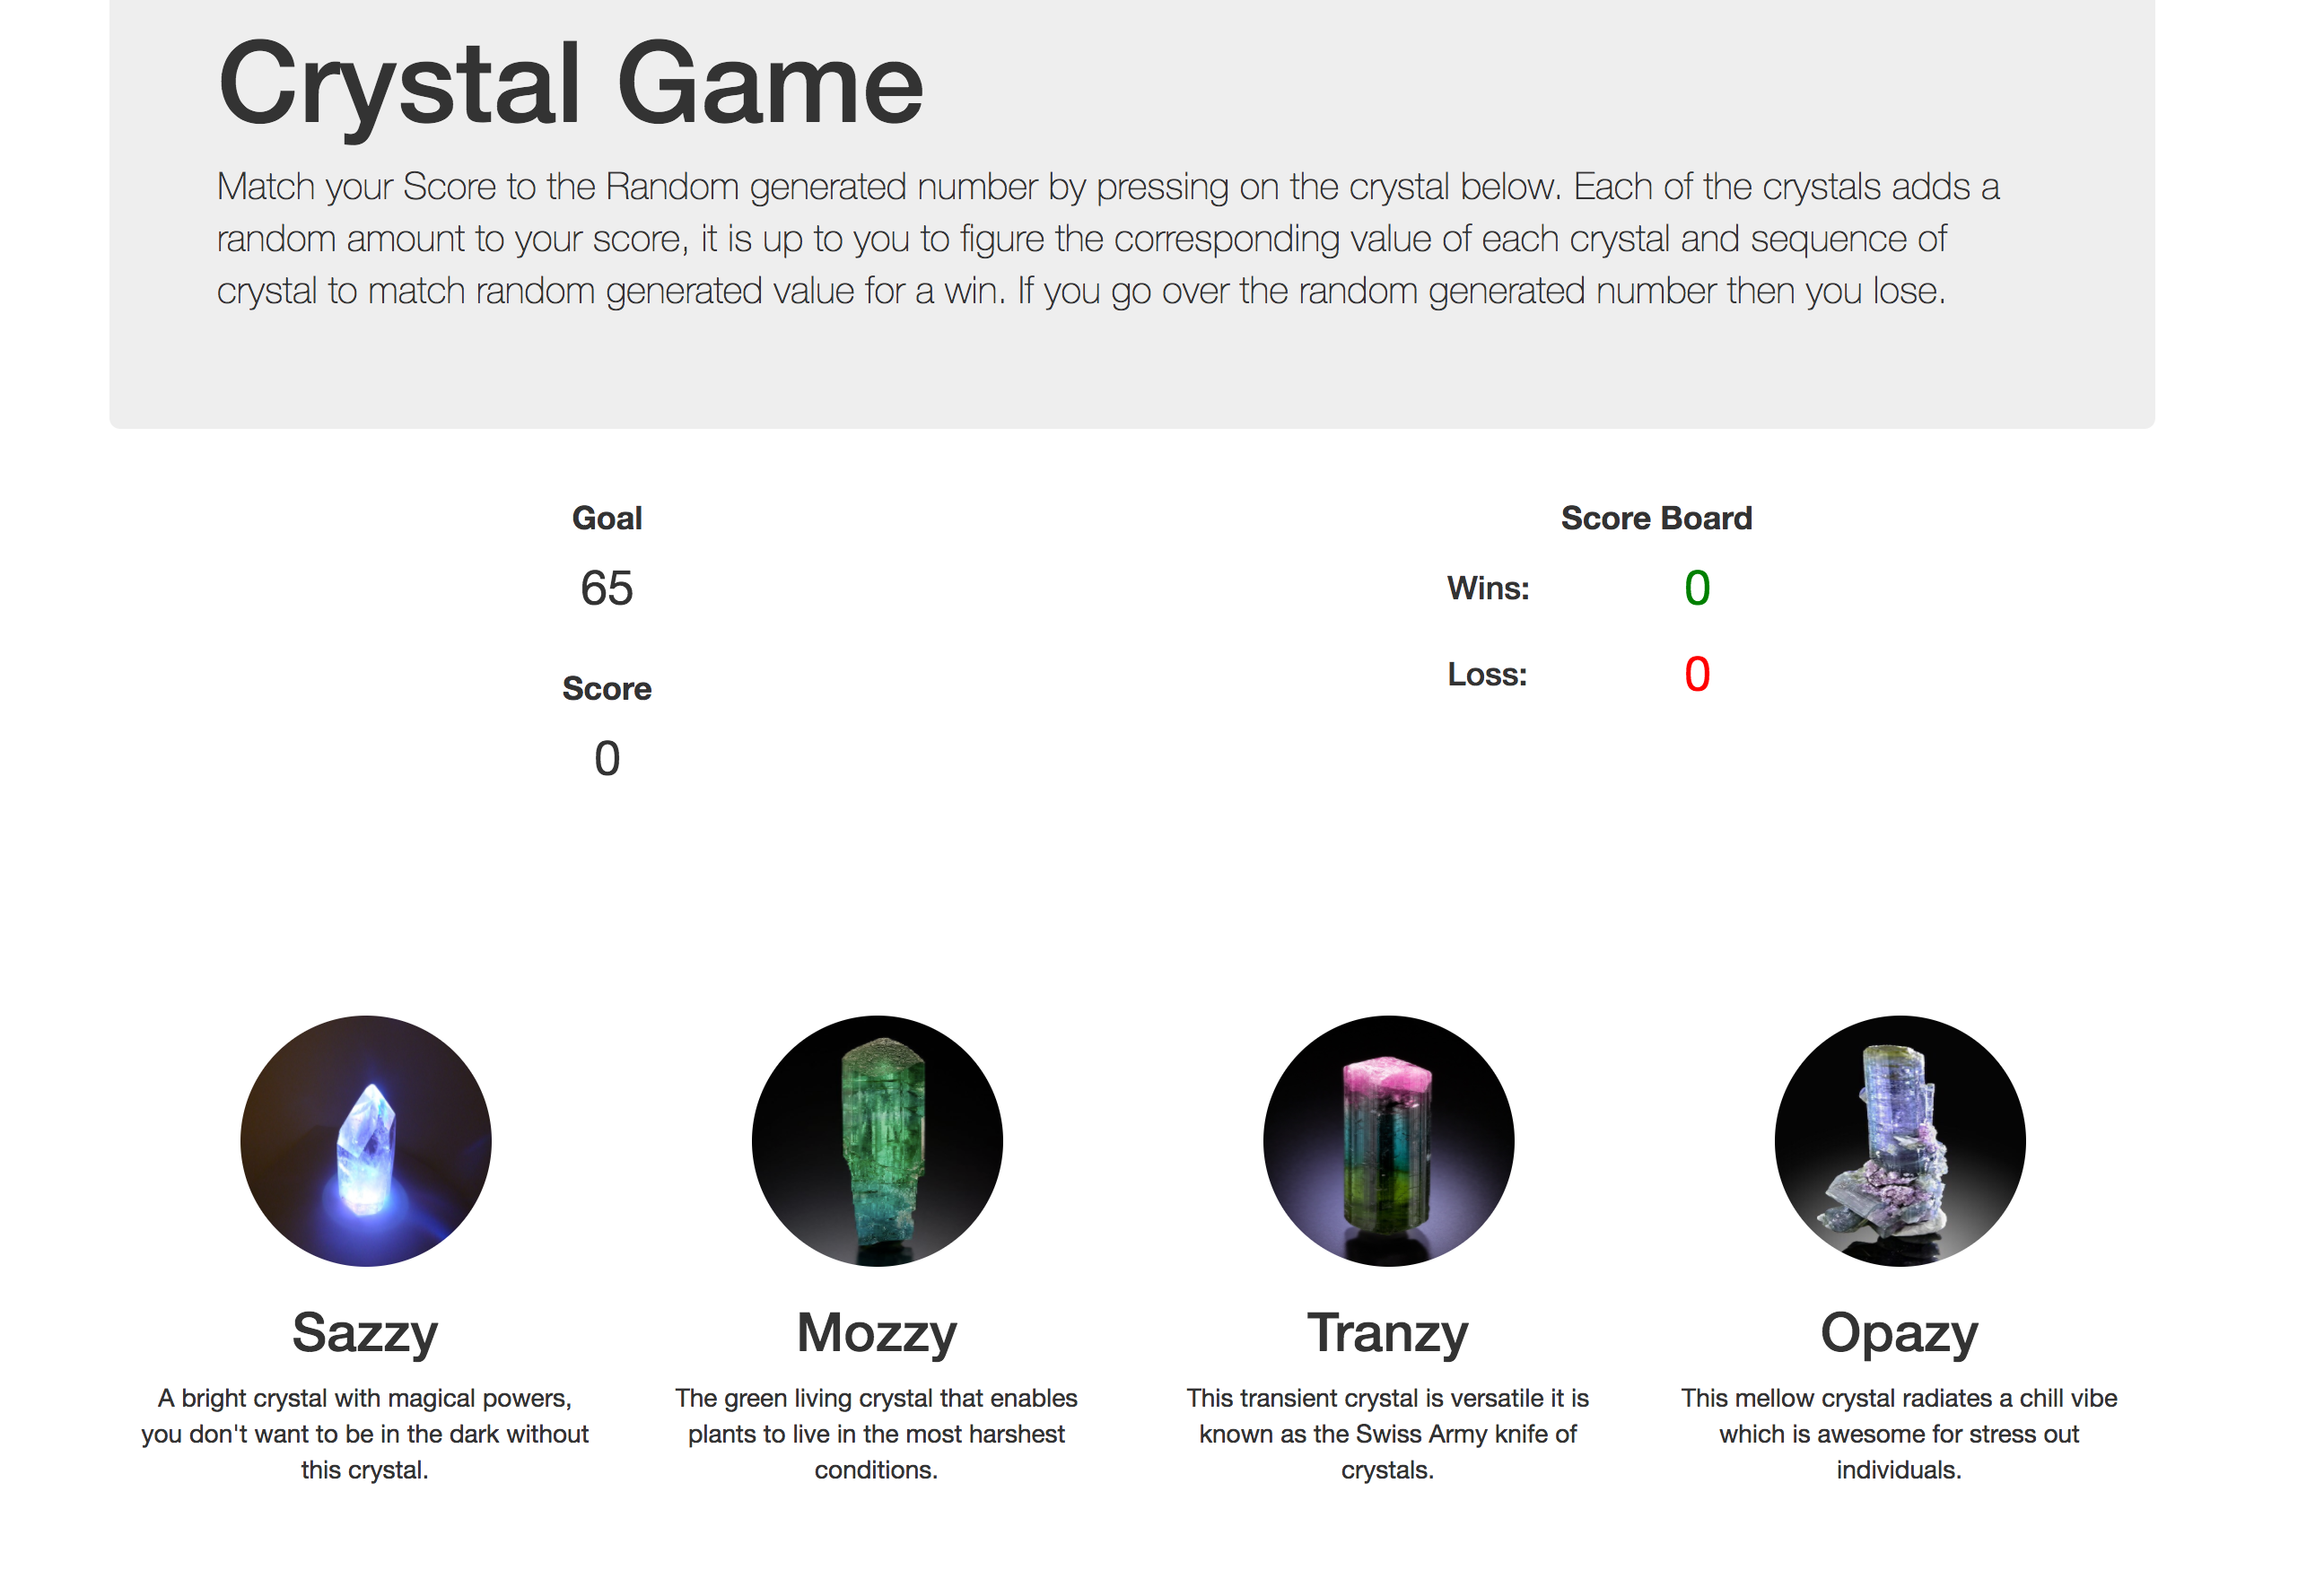 Crystal Game
Match your Score to the Random generated number by pressing on the crystal below. Each of the crystals adds a
random amount to your score, it is up to you to figure the corresponding value of each crystal and sequence of
crystal to match random generated value for a win. If you go over the random generated number then you lose.
Goal
65
Score
0
Score Board
Wins: 0
Loss: 0
Sazzy
A bright crystal with magical powers,
you don't want to be in the dark without
this crystal.
Mozzy
The green living crystal that enables
plants to live in the most harshest
conditions.
Tranzy
This transient crystal is versatile it is
known as the Swiss Army knife of
crystals.
Opazy
This mellow crystal radiates a chill vibe
which is awesome for stress out
individuals.